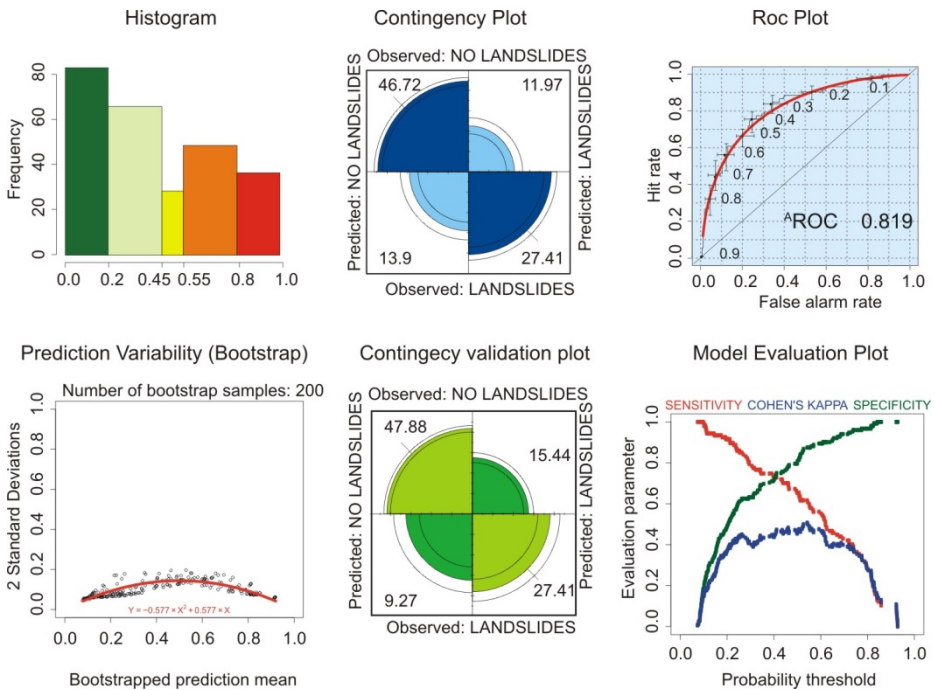 Histogram
Frequency
80
60
40
20
0
0.0 0.2 0.45 0.55 0.8 1.0
Contingency Plot
Observed: NO LANDSLIDES
Predicted: NO LANDSLIDES
46.72
11.97
13.9
27.41
Predicted: LANDSLIDES
Observed: LANDSLIDES
Roc Plot
Hit rate
1.0
0.8
0.6
0.4
0.2
0.0
0.1
0.2
0.3
0.4
0.5
0.6
0.7
0.8
0.9
AROC 0.819
0.0 0.2 0.4 0.6 0.8 1.0
False alarm rate
Prediction Variability (Bootstrap)
Number of bootstrap samples: 200
2 Standard Deviations
1.0
0.8
0.6
0.4
0.2
0.0
Y = −0.577 × X² + 0.577 × X
0.0 0.2 0.4 0.6 0.8 1.0
Bootstrapped prediction mean
Contingecy validation plot
Observed: NO LANDSLIDES
Predicted: NO LANDSLIDES
47.88
15.44
9.27
27.41
Predicted: LANDSLIDES
Observed: LANDSLIDES
Model Evaluation Plot
SENSITIVITY COHEN'S KAPPA SPECIFICITY
Evaluation parameter
1.0
0.8
0.6
0.4
0.2
0.0
0.0 0.2 0.4 0.6 0.8 1.0
Probability threshold